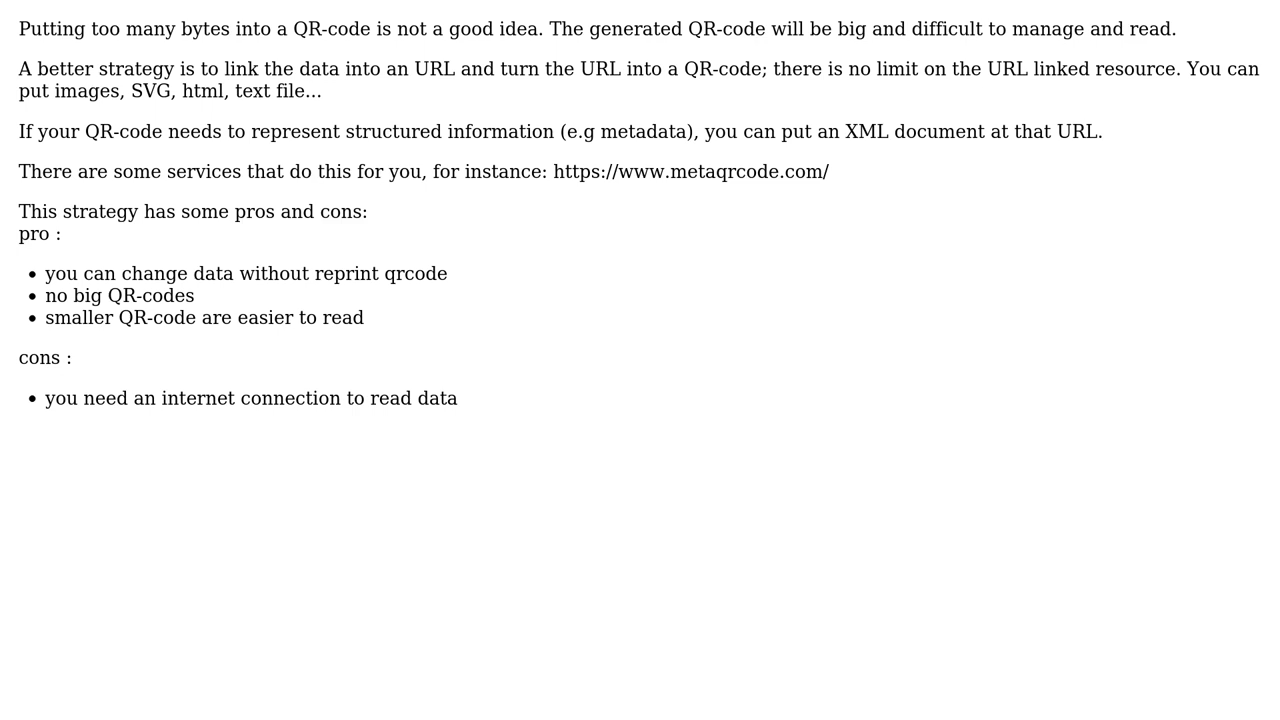 Putting too many bytes into a QR-code is not a good idea. The generated QR-code will be big and difficult to manage and read.
A better strategy is to link the data into an URL and turn the URL into a QR-code; there is no limit on the URL linked resource. You can
put images, SVG, html, text file...
If your QR-code needs to represent structured information (e.g metadata), you can put an XML document at that URL.
There are some services that do this for you, for instance: https://www.metaqrcode.com/
This strategy has some pros and cons:
pro :
• you can change data without reprint qrcode
• no big QR-codes
• smaller QR-code are easier to read
cons :
• you need an internet connection to read data